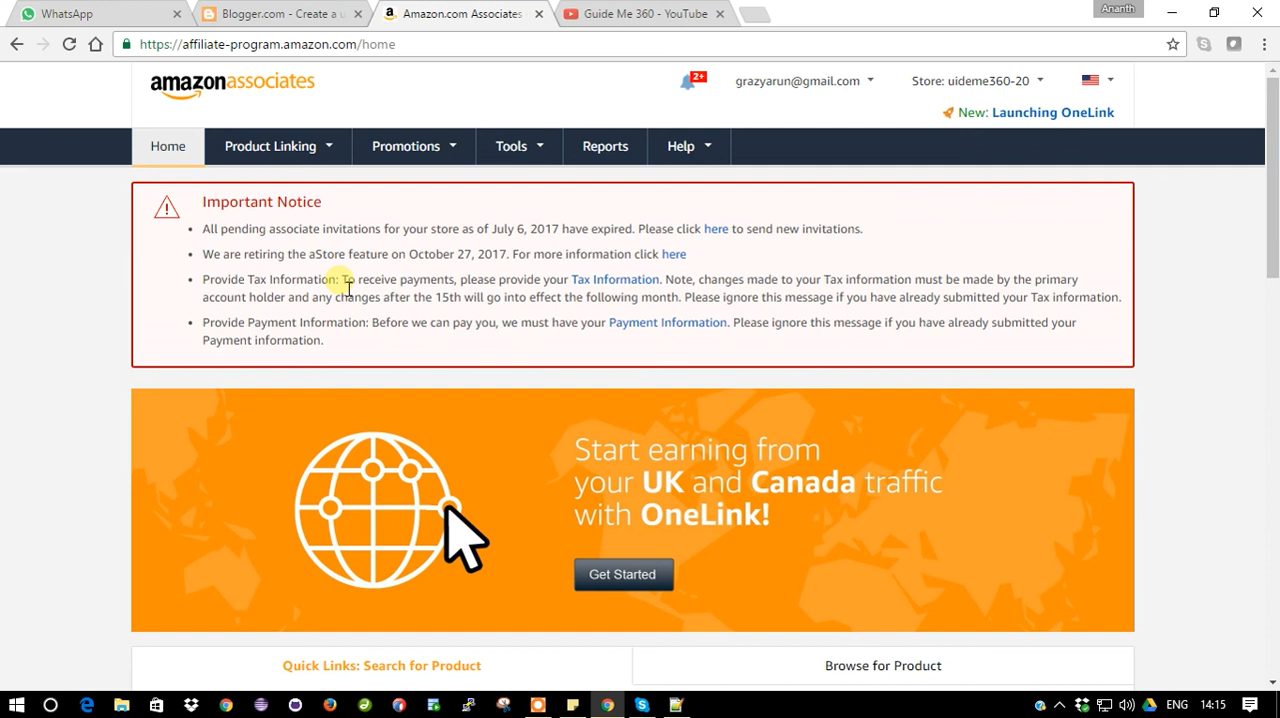 WhatsApp
Blogger.com - Create a u
Amazon.com Associates
Guide Me 360 - YouTube
Ananth
https://affiliate-program.amazon.com/home
amazonassociates
2+
grazyarun@gmail.com
Store: uideme360-20
New: Launching OneLink
Home
Product Linking
Promotions
Tools
Reports
Help
Important Notice
All pending associate invitations for your store as of July 6, 2017 have expired. Please click here to send new invitations.
We are retiring the aStore feature on October 27, 2017. For more information click here
Provide Tax Information: To receive payments, please provide your Tax Information. Note, changes made to your Tax information must be made by the primary
account holder and any changes after the 15th will go into effect the following month. Please ignore this message if you have already submitted your Tax information.
Provide Payment Information: Before we can pay you, we must have your Payment Information. Please ignore this message if you have already submitted your
Payment information.
Start earning from
your UK and Canada traffic
with OneLink!
Get Started
Quick Links: Search for Product
Browse for Product
ENG
14:15